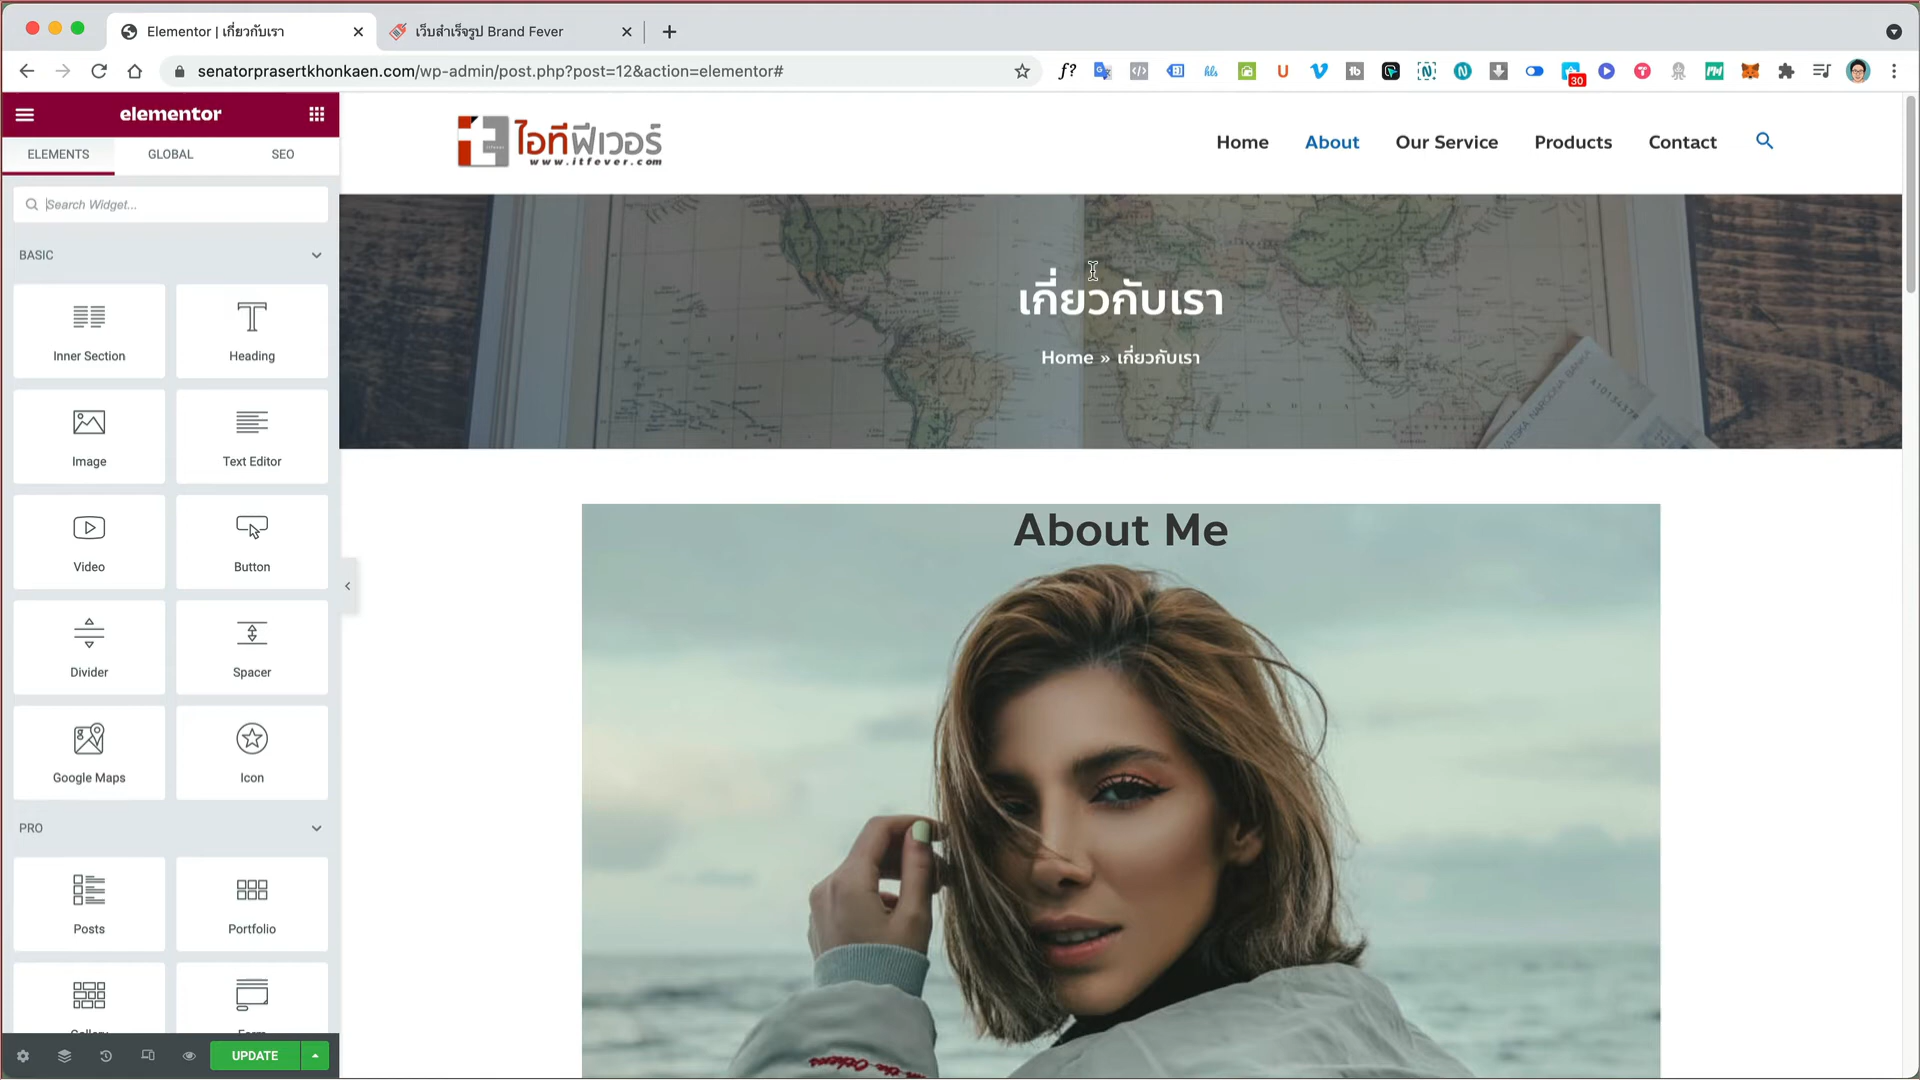 Elementor | เกี่ยวกับเรา
เว็บสำเร็จรูป Brand Fever
senatorprasertkhonkaen.com/wp-admin/post.php?post=12&action=elementor#
30
elementor
ELEMENTS GLOBAL SEO
Search Widget...
BASIC
Inner Section
Heading
Image
Text Editor
Video
Button
Divider
Spacer
Google Maps
Icon
PRO
Posts
Portfolio
Gallery
Form
UPDATE
ไอทีฟีเวอร์
www.itfever.com
Home About Our Service Products Contact
เกี่ยวกับเรา
Home » เกี่ยวกับเรา
About Me